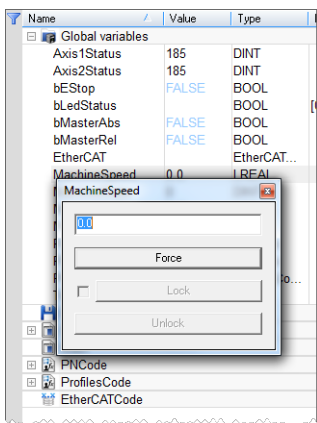 Name Value Type
Global variables
Axis1Status 185 DINT
Axis2Status 185 DINT
bEStop FALSE BOOL
bLedStatus BOOL
bMasterAbs FALSE BOOL
bMasterRel FALSE BOOL
EtherCAT EtherCAT...
MachineSpeed 0.0 LREAL
MachineSpeed
0.0
Force
Lock
Unlock
PNCode
ProfilesCode
EtherCATCode